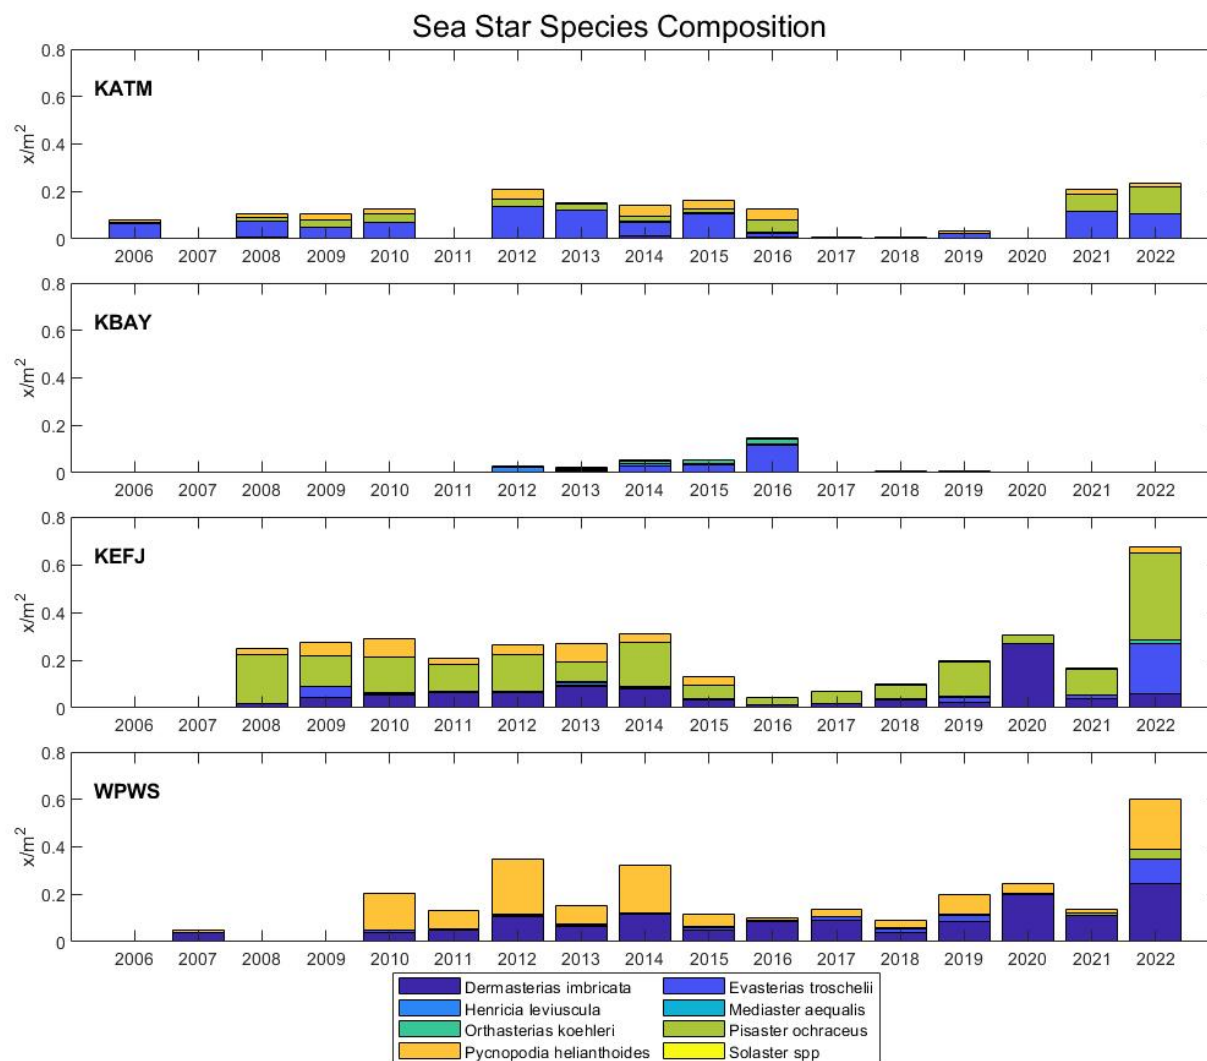 Sea Star Species Composition
KATM
x/m²
0.8
0.6
0.4
0.2
0
2006 2007 2008 2009 2010 2011 2012 2013 2014 2015 2016 2017 2018 2019 2020 2021 2022
KBAY
x/m²
0.8
0.6
0.4
0.2
0
2006 2007 2008 2009 2010 2011 2012 2013 2014 2015 2016 2017 2018 2019 2020 2021 2022
KEFJ
x/m²
0.8
0.6
0.4
0.2
0
2006 2007 2008 2009 2010 2011 2012 2013 2014 2015 2016 2017 2018 2019 2020 2021 2022
WPWS
x/m²
0.8
0.6
0.4
0.2
0
2006 2007 2008 2009 2010 2011 2012 2013 2014 2015 2016 2017 2018 2019 2020 2021 2022
Dermasterias imbricata Evasterias troschelii
Henricia leviuscula Mediaster aequalis
Orthasterias koehleri Pisaster ochraceus
Pycnopodia helianthoides Solaster spp